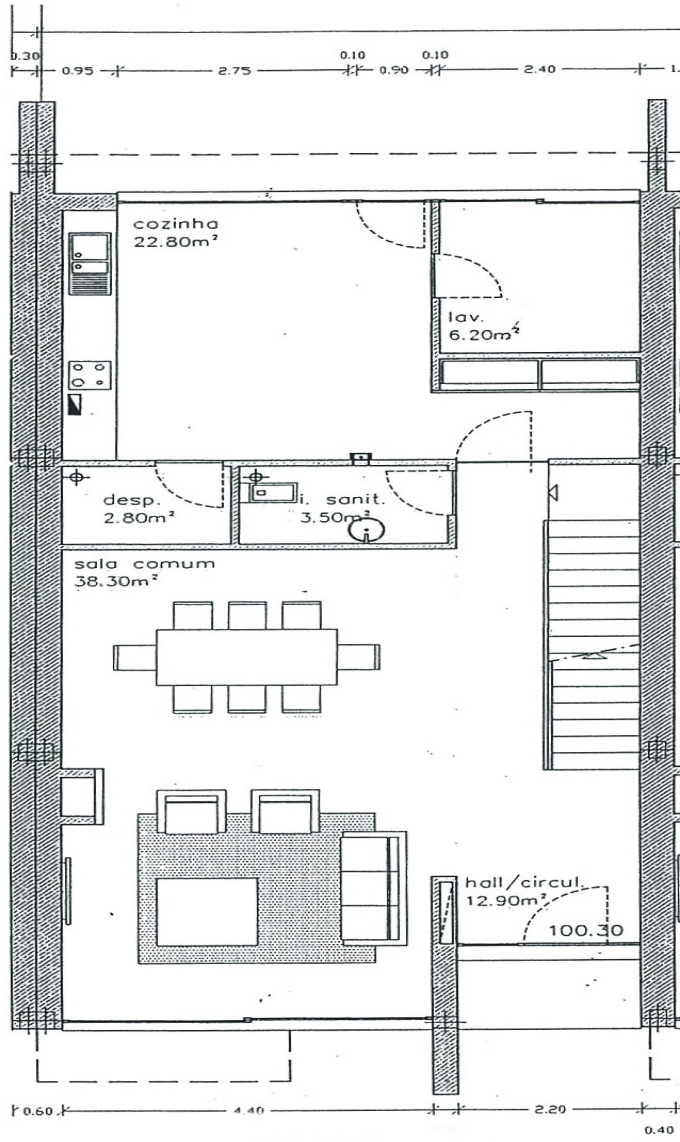 0.30 0.10 0.10
0.95 2.75 0.90 2.40 1.
cozinha
22.80m²
lav.
6.20m²
desp.
2.80m²
i. sanit.
3.50m²
sala comum
38.30m²
hall/circul.
12.90m²
100.30
0.60 4.40 2.20
0.40